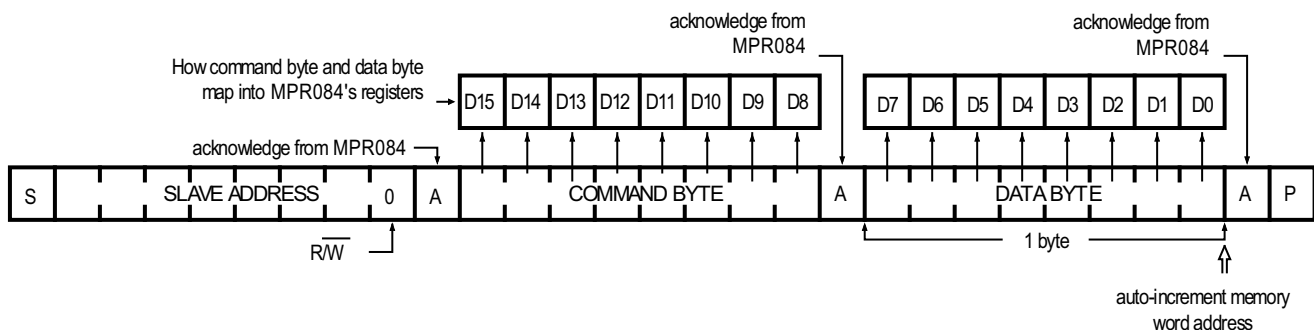 acknowledge from
MPR084
acknowledge from
MPR084
How command byte and data byte
map into MPR084's registers
D15 D14 D13 D12 D11 D10 D9 D8 D7 D6 D5 D4 D3 D2 D1 D0
acknowledge from MPR084
S SLAVE ADDRESS 0 A COMMAND BYTE A DATA BYTE A P
R/W̅
1 byte
auto-increment memory
word address